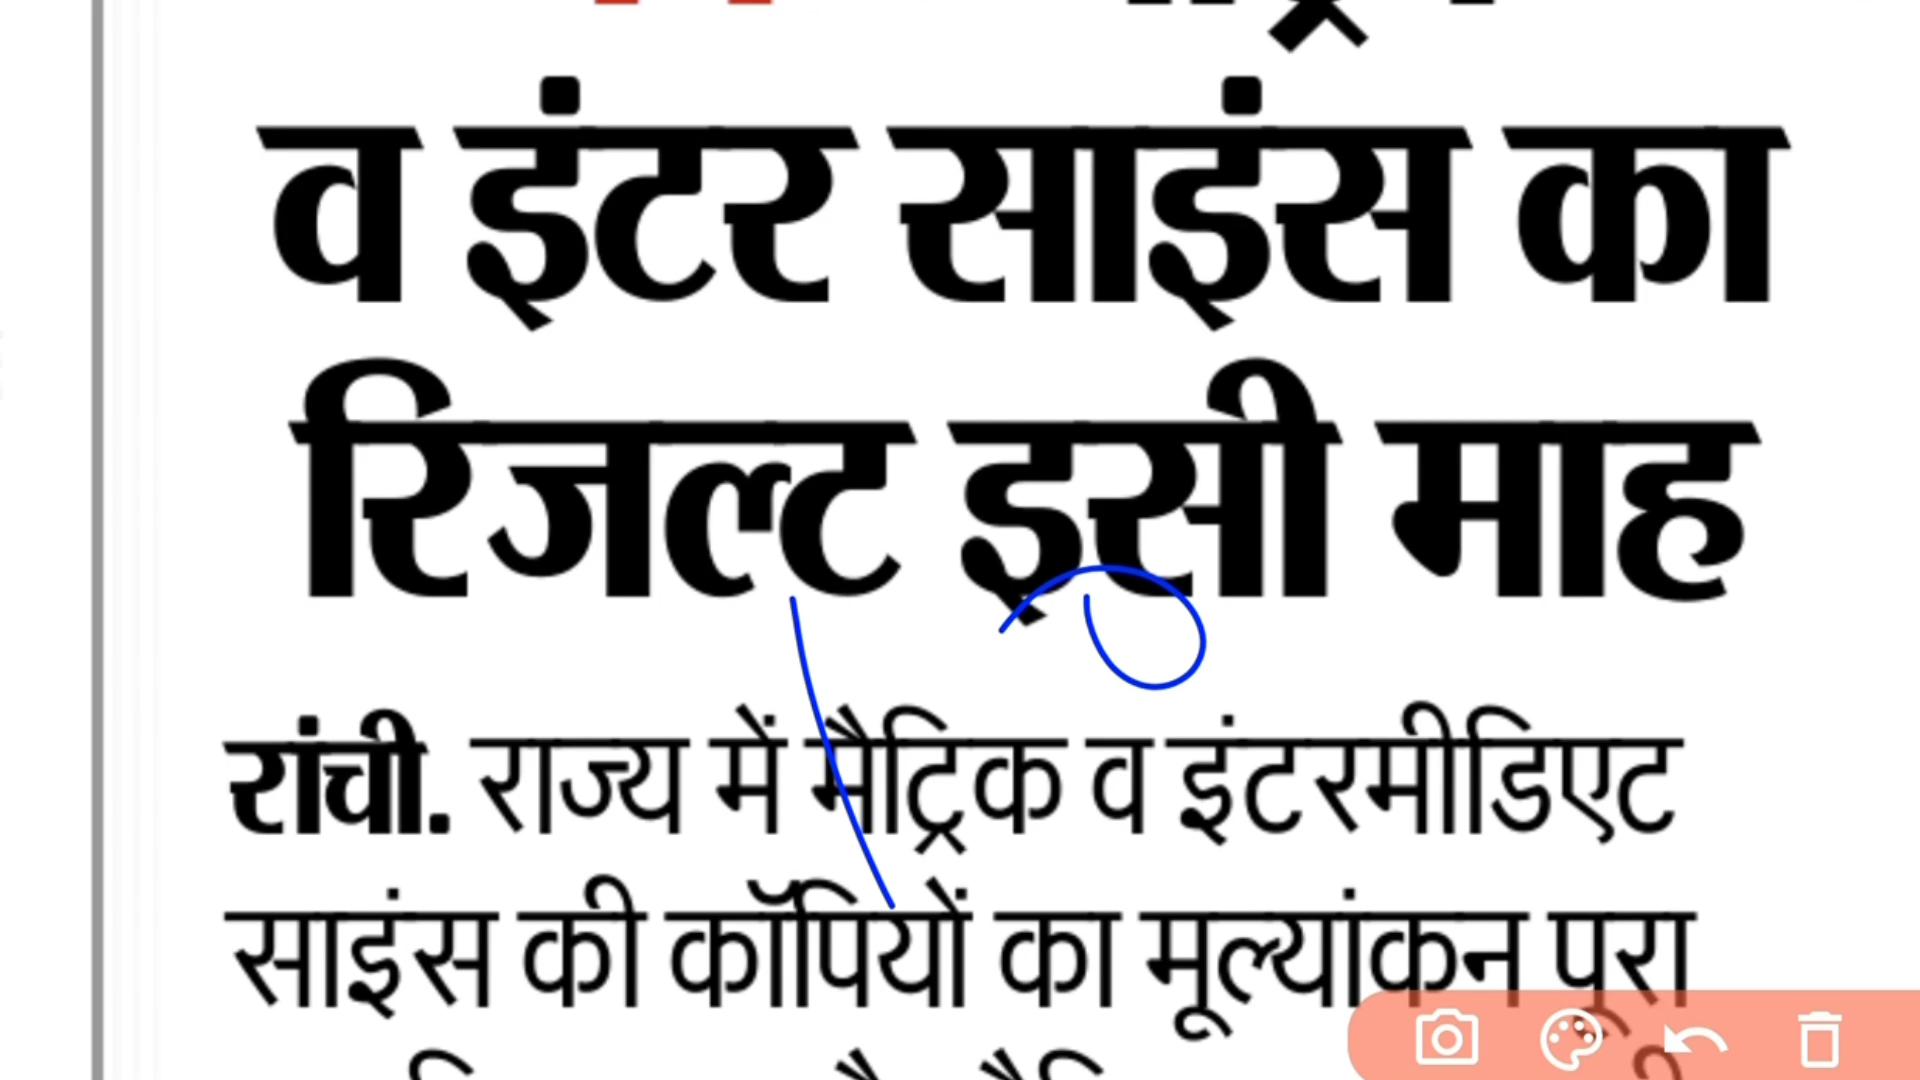 व इंटर साइंस का
रिजल्ट इसी माह
रांची. राज्य में मैट्रिक व इंटरमीडिएट
साइंस की कॉपियों का मूल्यांकन पूरा